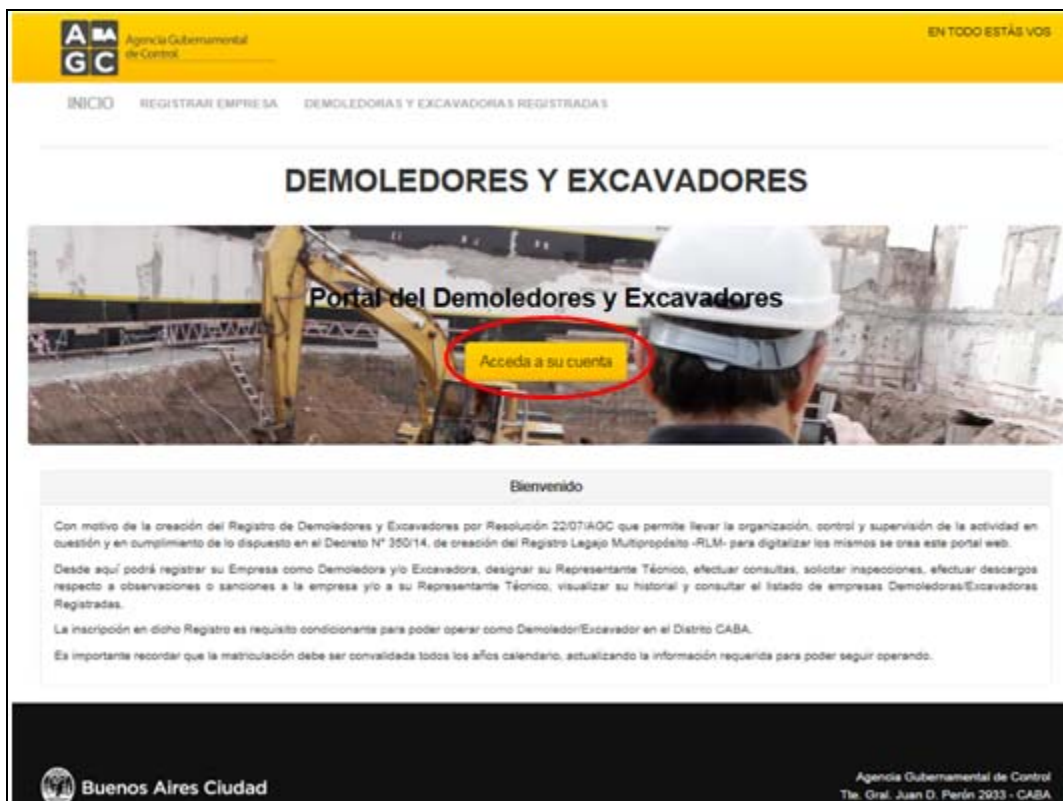 A BA
G C
Agencia Gubernamental
de Control
EN TODO ESTÁS VOS
INICIO REGISTRAR EMPRESA DEMOLEDORAS Y EXCAVADORAS REGISTRADAS
DEMOLEDORES Y EXCAVADORES
Portal del Demoledores y Excavadores
Acceda a su cuenta
Bienvenido
Con motivo de la creación del Registro de Demoledores y Excavadores por Resolución 22/07/AGC que permite llevar la organización, control y supervisión de la actividad en
cuestión y en cumplimiento de lo dispuesto en el Decreto N° 350/14, de creación del Registro Legajo Multipropósito -RLM- para digitalizar los mismos se crea este portal web.
Desde aquí podrá registrar su Empresa como Demoledora y/o Excavadora, designar su Representante Técnico, efectuar consultas, solicitar inspecciones, efectuar descargos
respecto a observaciones o sanciones a la empresa y/o a su Representante Técnico, visualizar su historial y consultar el listado de empresas Demoledoras/Excavadoras
Registradas.
La inscripción en dicho Registro es requisito condicionante para poder operar como Demoledor/Excavador en el Distrito CABA.
Es importante recordar que la matriculación debe ser convalidada todos los años calendario, actualizando la información requerida para poder seguir operando.
Buenos Aires Ciudad
Agencia Gubernamental de Control
Tte. Gral. Juan D. Perón 2933 - CABA